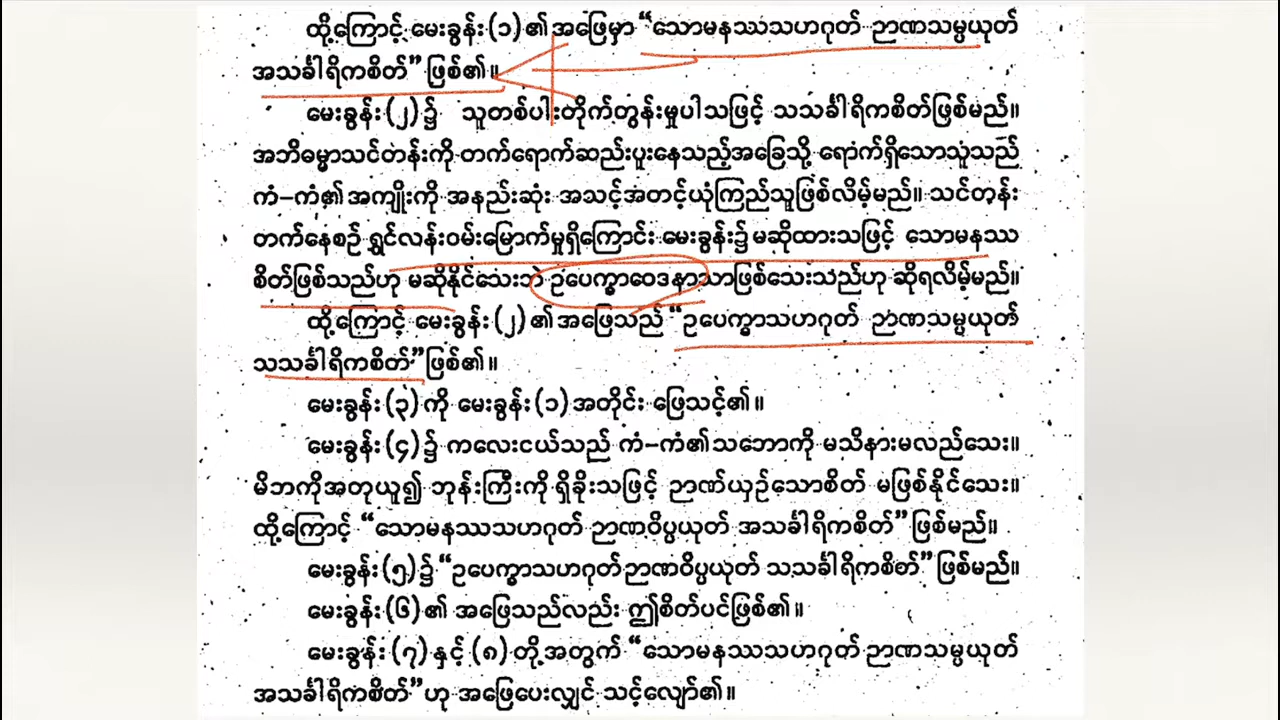 ထို့ကြောင့် မေးခွန်း (၁) ၏ အဖြေမှာ “သောမနဿသဟဂုတ် ဉာဏသမ္ပယုတ်
အသင်္ခါရိကစိတ်” ဖြစ်၏။
မေးခွန်း (၂) ၌ သူတစ်ပါးတိုက်တွန်းမှုပါသဖြင့် သသင်္ခါရိကစိတ်ဖြစ်မည်။
အဘိဓမ္မာသင်တန်းကို တက်ရောက်ဆည်းပူးနေသည့်အခြေသို့ ရောက်ရှိသောသူသည်
ကံ–ကံ၏ အကျိုးကို အနည်းဆုံး အသင့်အတင့်ယုံကြည်သူဖြစ်လိမ့်မည်။ သင်တန်း
တက်နေစဉ် ရွှင်လန်းဝမ်းမြောက်မှုရှိကြောင်း မေးခွန်း၌ မဆိုထားသဖြင့် သောမနဿ
စိတ်ဖြစ်သည်ဟု မဆိုနိုင်သေးဘဲ ဥပေက္ခာဝေဒနာသာဖြစ်သေးသည်ဟု ဆိုရလိမ့်မည်။
ထို့ကြောင့် မေးခွန်း (၂) ၏ အဖြေသည် “ဥပေက္ခာသဟဂုတ် ဉာဏသမ္ပယုတ်
သသင်္ခါရိကစိတ်” ဖြစ်၏။
မေးခွန်း (၃) ကို မေးခွန်း (၁) အတိုင်း ဖြေသင့်၏။
မေးခွန်း (၄) ၌ ကလေးငယ်သည် ကံ–ကံ၏ သဘောကို မသိနားမလည်သေး။
မိဘကိုအတုယူ၍ ဘုန်းကြီးကို ရှိခိုးသဖြင့် ဉာဏ်ယှဉ်သောစိတ် မဖြစ်နိုင်သေး။
ထို့ကြောင့် “သောမနဿသဟဂုတ် ဉာဏဝိပ္ပယုတ် အသင်္ခါရိကစိတ်” ဖြစ်မည်။
မေးခွန်း (၅) ၌ “ဥပေက္ခာသဟဂုတ် ဉာဏဝိပ္ပယုတ် သသင်္ခါရိကစိတ်” ဖြစ်မည်။
မေးခွန်း (၆) ၏ အဖြေသည်လည်း ဤစိတ်ပင်ဖြစ်၏။
မေးခွန်း (၇) နှင့် (၈) တို့အတွက် “သောမနဿသဟဂုတ် ဉာဏသမ္ပယုတ်
အသင်္ခါရိကစိတ်” ဟု အဖြေပေးလျှင် သင့်လျော်၏။